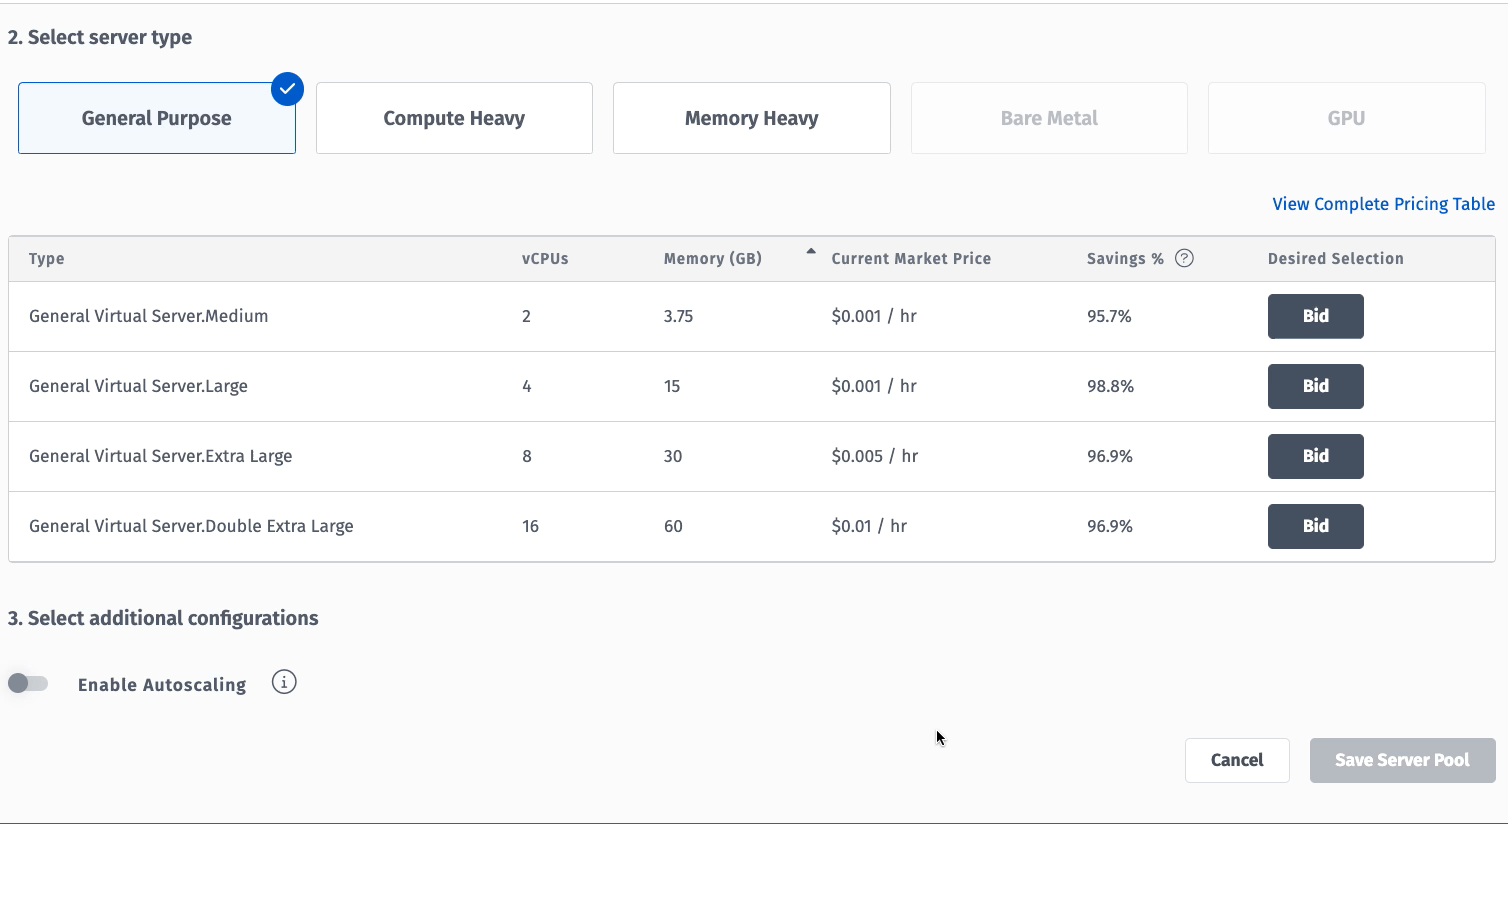 2. Select server type
General Purpose
Compute Heavy
Memory Heavy
Bare Metal
GPU
View Complete Pricing Table
Type vCPUs Memory (GB) Current Market Price Savings % ? Desired Selection
General Virtual Server.Medium 2 3.75 $0.001 / hr 95.7% Bid
General Virtual Server.Large 4 15 $0.001 / hr 98.8% Bid
General Virtual Server.Extra Large 8 30 $0.005 / hr 96.9% Bid
General Virtual Server.Double Extra Large 16 60 $0.01 / hr 96.9% Bid
3. Select additional configurations
Enable Autoscaling i
Cancel Save Server Pool